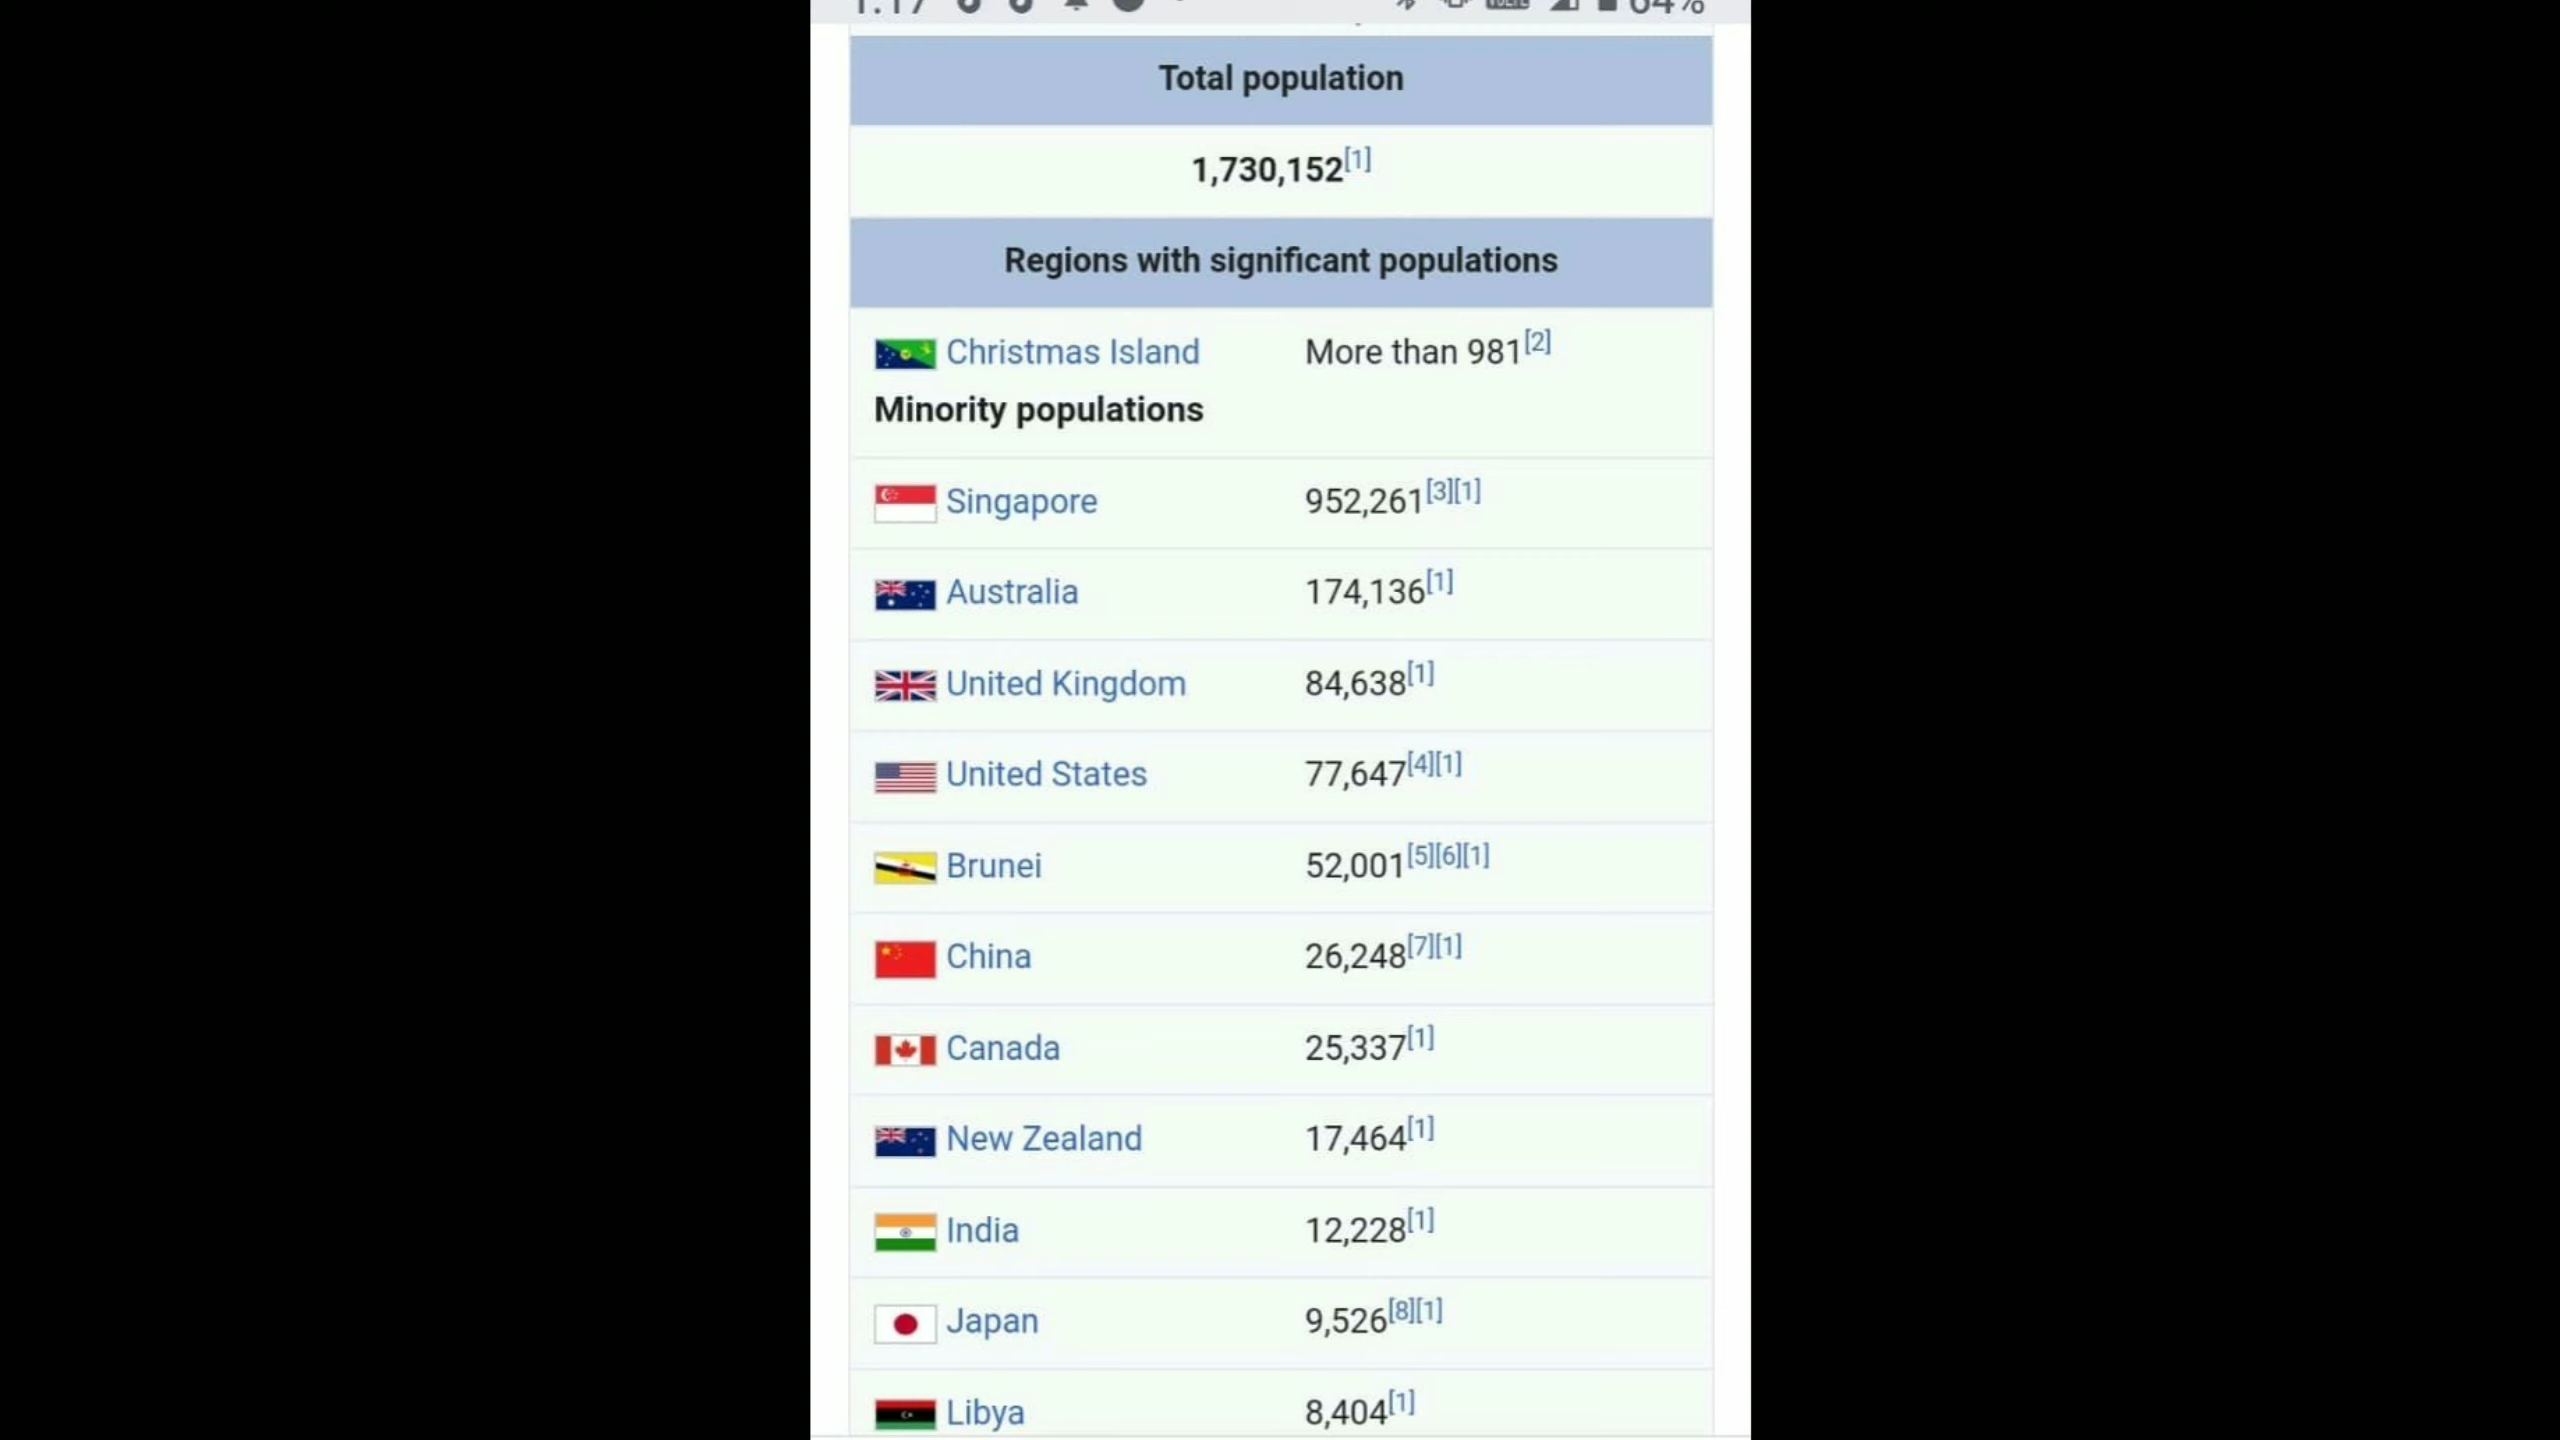 1:17 64%
Total population
1,730,152[1]
Regions with significant populations
Christmas Island More than 981[2]
Minority populations
Singapore 952,261[3][1]
Australia 174,136[1]
United Kingdom 84,638[1]
United States 77,647[4][1]
Brunei 52,001[5][6][1]
China 26,248[7][1]
Canada 25,337[1]
New Zealand 17,464[1]
India 12,228[1]
Japan 9,526[8][1]
Libya 8,404[1]